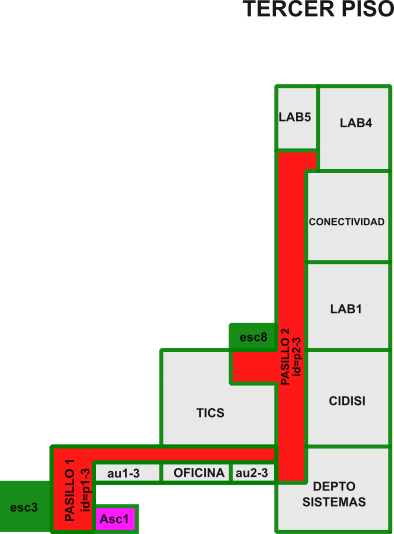 TERCER PISO
LAB5
LAB4
CONECTIVIDAD
LAB1
esc8
PASILLO 2
id=p2-3
CIDISI
TICS
PASILLO 1
id=p1-3
au1-3
OFICINA
au2-3
DEPTO
SISTEMAS
esc3
Asc1